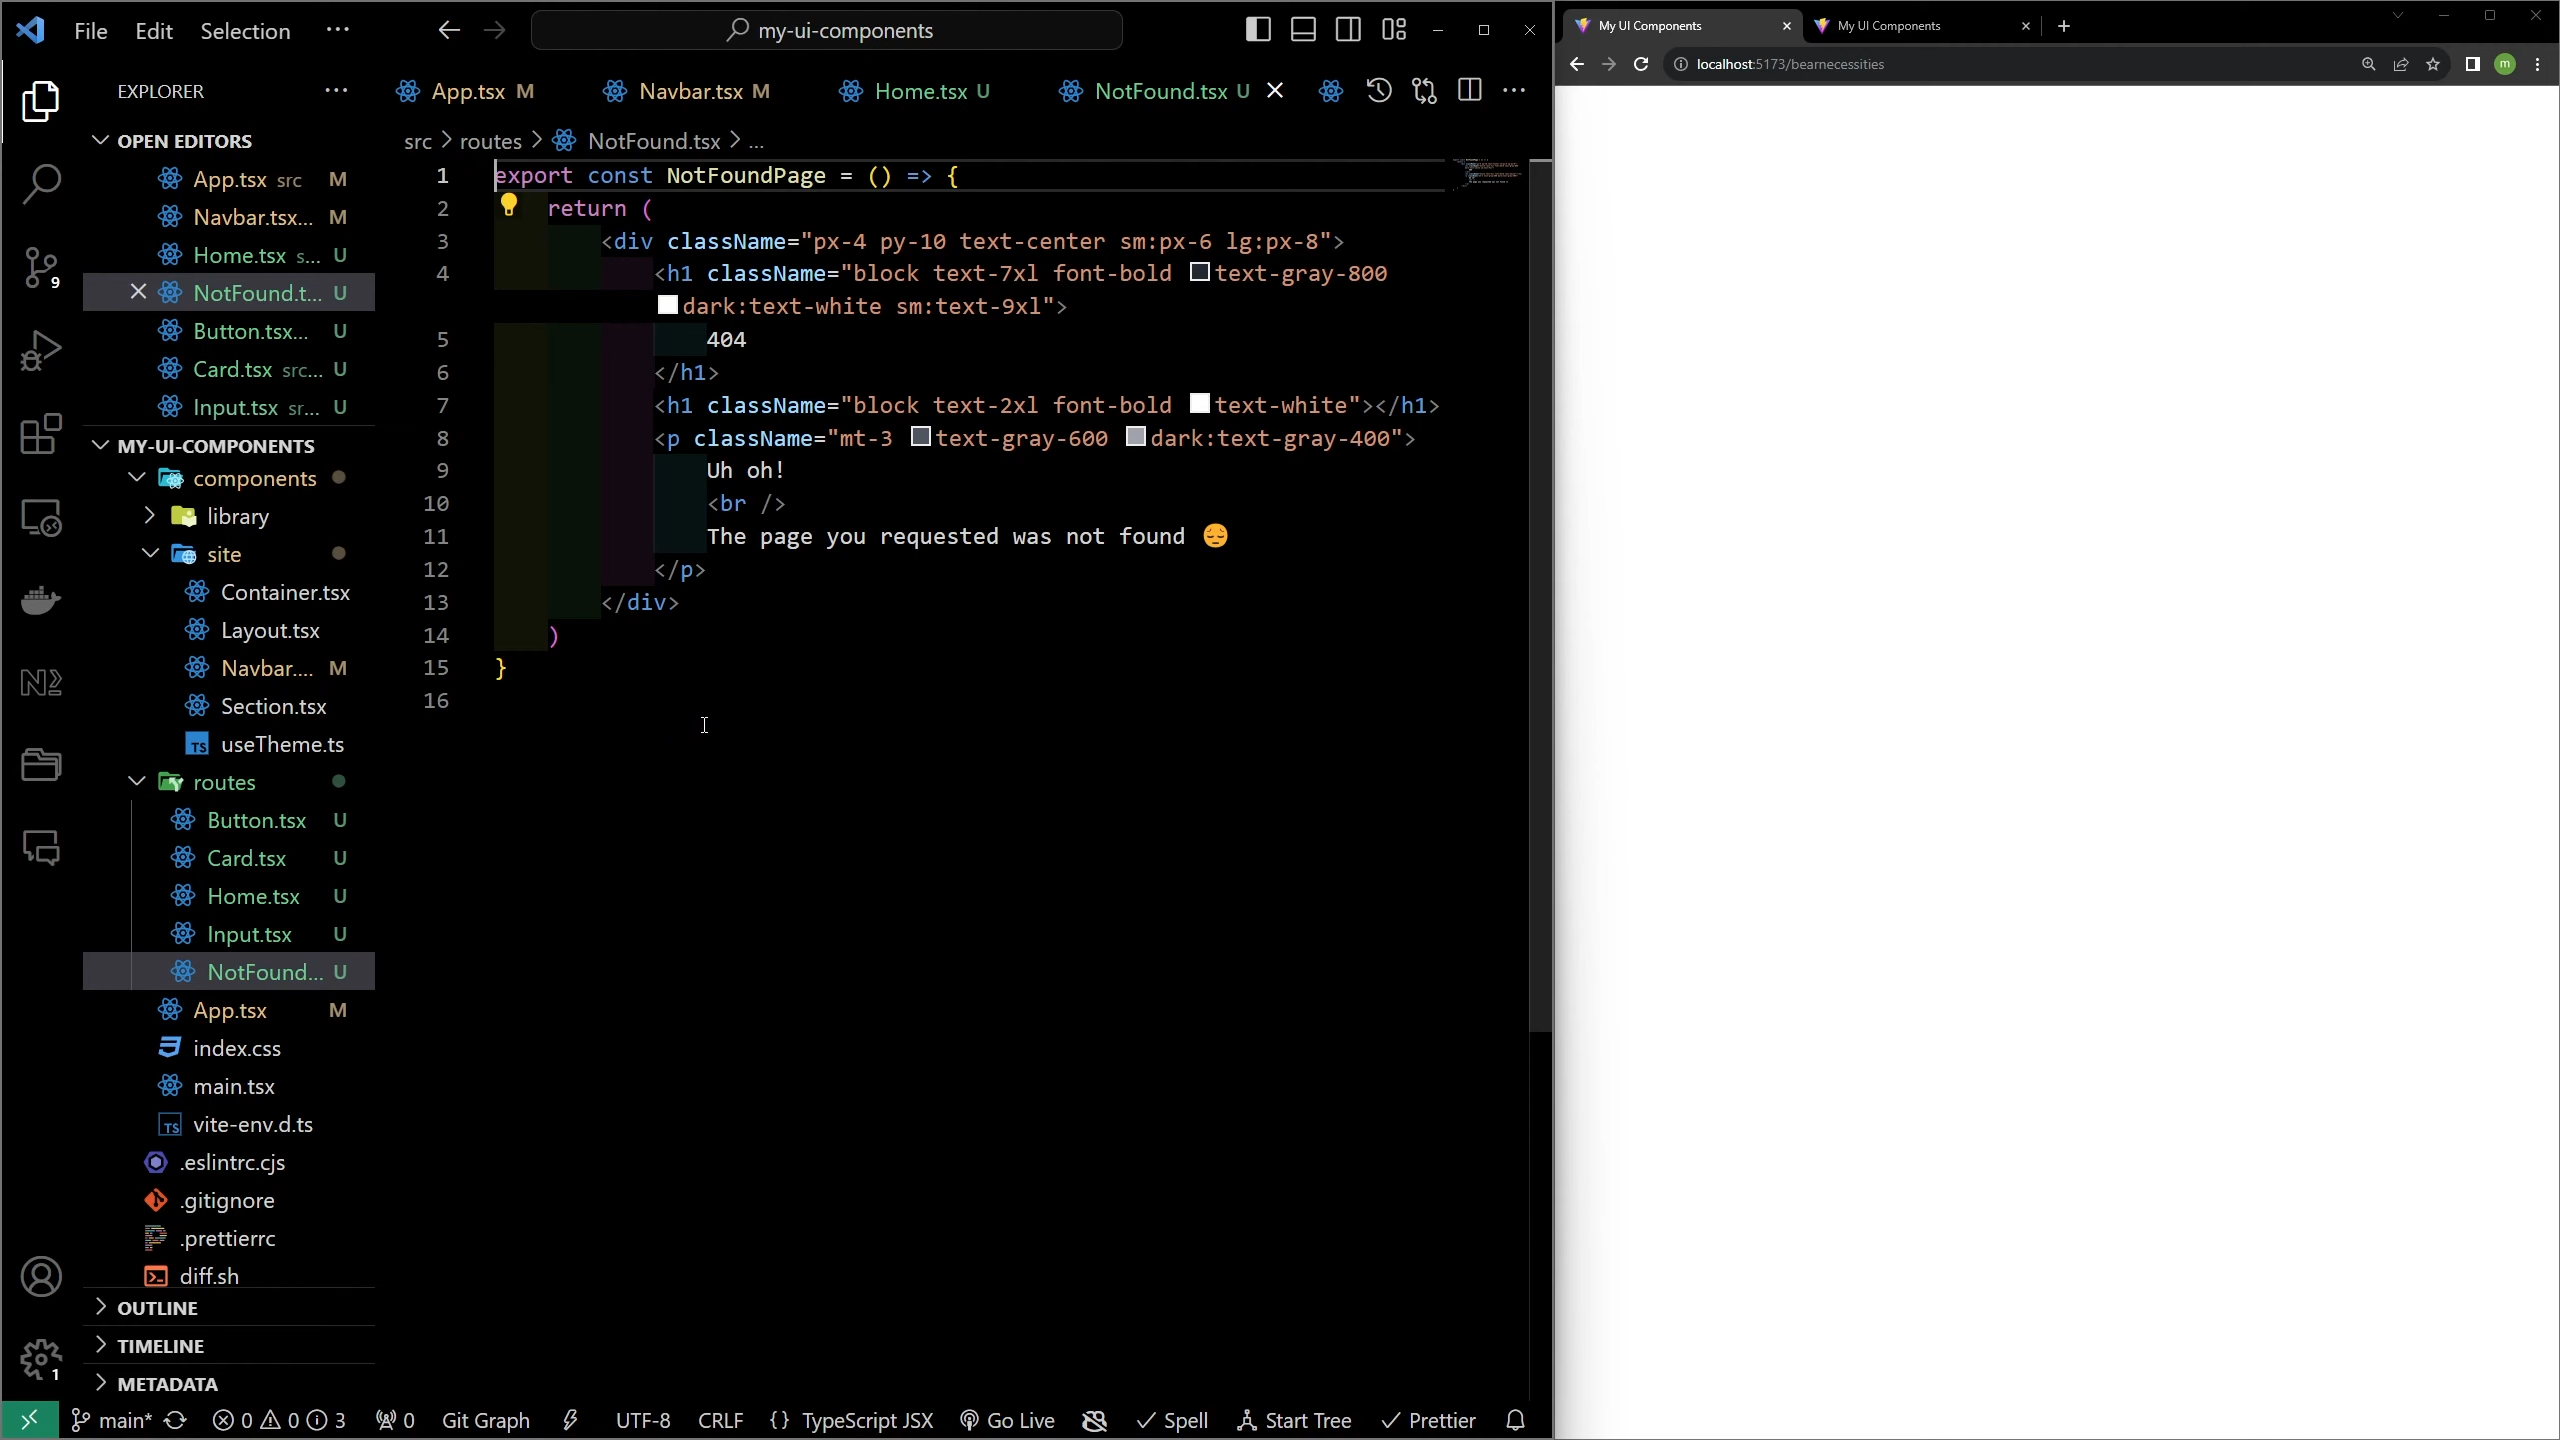 File Edit Selection ···
my-ui-components
EXPLORER
OPEN EDITORS
App.tsx src M
Navbar.tsx... M
Home.tsx s... U
NotFound.t... U
Button.tsx... U
Card.tsx src... U
Input.tsx sr... U
MY-UI-COMPONENTS
components
library
site
Container.tsx
Layout.tsx
Navbar.... M
Section.tsx
useTheme.ts
routes
Button.tsx U
Card.tsx U
Home.tsx U
Input.tsx U
NotFound... U
App.tsx M
index.css
main.tsx
vite-env.d.ts
.eslintrc.cjs
.gitignore
.prettierrc
diff.sh
OUTLINE
TIMELINE
METADATA
App.tsx M Navbar.tsx M Home.tsx U NotFound.tsx U
src > routes > NotFound.tsx > ...
1 export const NotFoundPage = () => {
2 return (
3 <div className="px-4 py-10 text-center sm:px-6 lg:px-8">
4 <h1 className="block text-7xl font-bold text-gray-800
dark:text-white sm:text-9xl">
5 404
6 </h1>
7 <h1 className="block text-2xl font-bold text-white"></h1>
8 <p className="mt-3 text-gray-600 dark:text-gray-400">
9 Uh oh!
10 <br />
11 The page you requested was not found 😔
12 </p>
13 </div>
14 )
15 }
16
main* 0 0 3 0 Git Graph UTF-8 CRLF {} TypeScript JSX Go Live Spell Start Tree Prettier
9
1
TS
TS
My UI Components
My UI Components
localhost:5173/bearnecessities
m